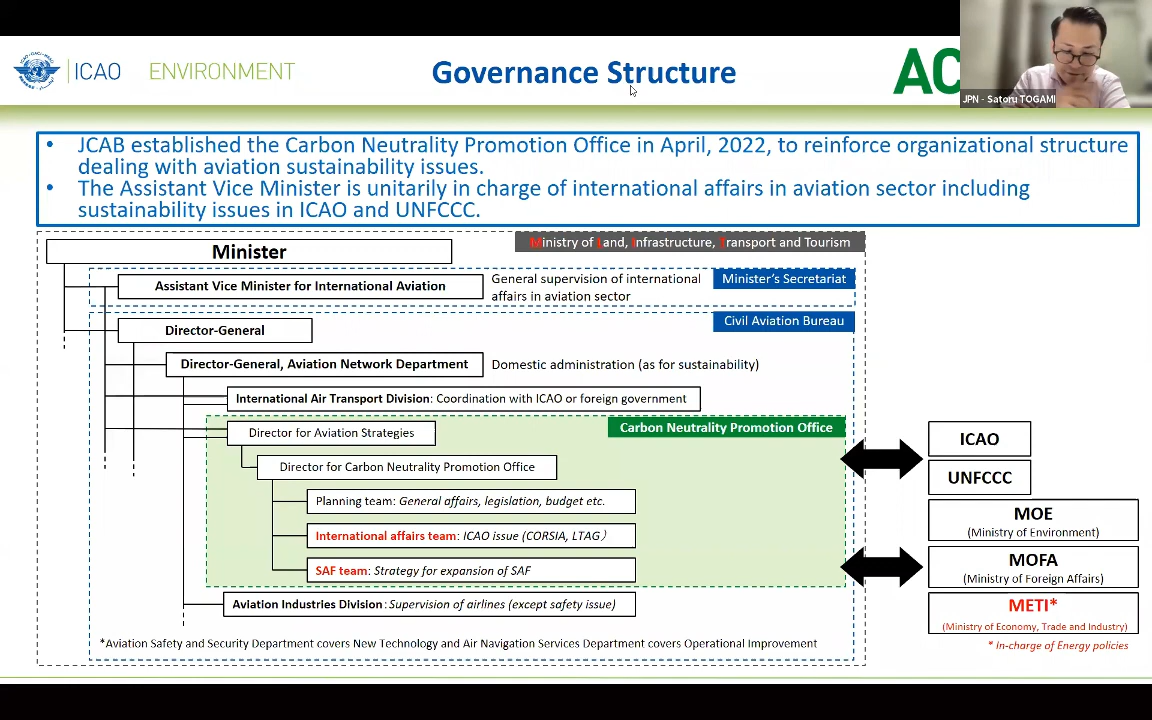 ICAO ENVIRONMENT
Governance Structure
AC
JPN - Satoru TOGAMI
• JCAB established the Carbon Neutrality Promotion Office in April, 2022, to reinforce organizational structure
dealing with aviation sustainability issues.
• The Assistant Vice Minister is unitarily in charge of international affairs in aviation sector including
sustainability issues in ICAO and UNFCCC.
Ministry of Land, Infrastructure, Transport and Tourism
Minister
Assistant Vice Minister for International Aviation
General supervision of international
affairs in aviation sector
Minister's Secretariat
Civil Aviation Bureau
Director-General
Director-General, Aviation Network Department
Domestic administration (as for sustainability)
International Air Transport Division: Coordination with ICAO or foreign government
Carbon Neutrality Promotion Office
Director for Aviation Strategies
Director for Carbon Neutrality Promotion Office
Planning team: General affairs, legislation, budget etc.
International affairs team: ICAO issue (CORSIA, LTAG）
SAF team: Strategy for expansion of SAF
Aviation Industries Division: Supervision of airlines (except safety issue)
*Aviation Safety and Security Department covers New Technology and Air Navigation Services Department covers Operational Improvement
ICAO
UNFCCC
MOE
(Ministry of Environment)
MOFA
(Ministry of Foreign Affairs)
METI*
(Ministry of Economy, Trade and Industry)
* In-charge of Energy policies